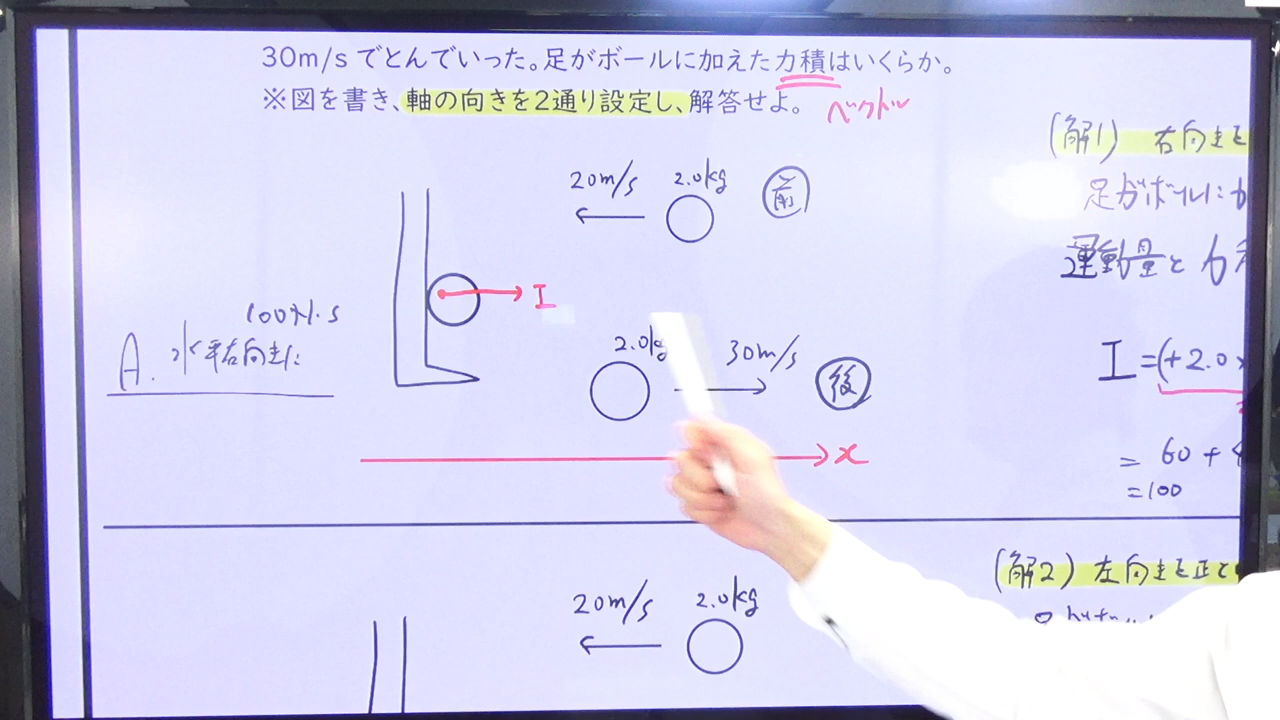 30m/s でとんでいった。足がボールに加えた力積はいくらか。
※図を書き、軸の向きを2通り設定し、解答せよ。 ベクトル
20m/s 2.0kg 前
I
100N・s
A. 水平右向きに
2.0kg 30m/s 後
x
20m/s 2.0kg
(解1) 右向きを
足がボールに
運動量と
I=(+2.0×
= 60 +
=100
(解2) 左向きを正と